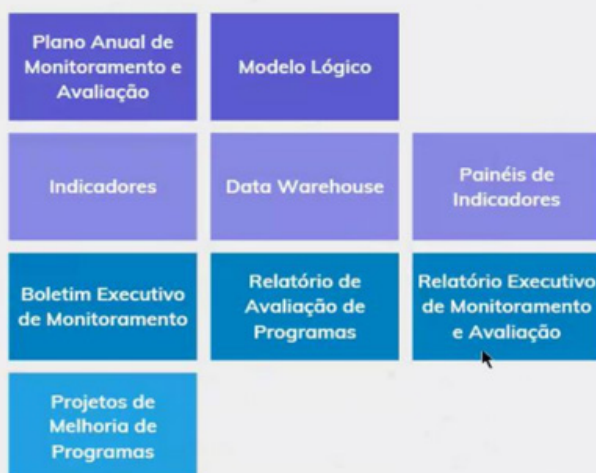 Plano Anual de
Monitoramento e
Avaliação
Modelo Lógico
Indicadores
Data Warehouse
Painéis de
Indicadores
Boletim Executivo
de Monitoramento
Relatório de
Avaliação de
Programas
Relatório Executivo
de Monitoramento
e Avaliação
Projetos de
Melhoria de
Programas